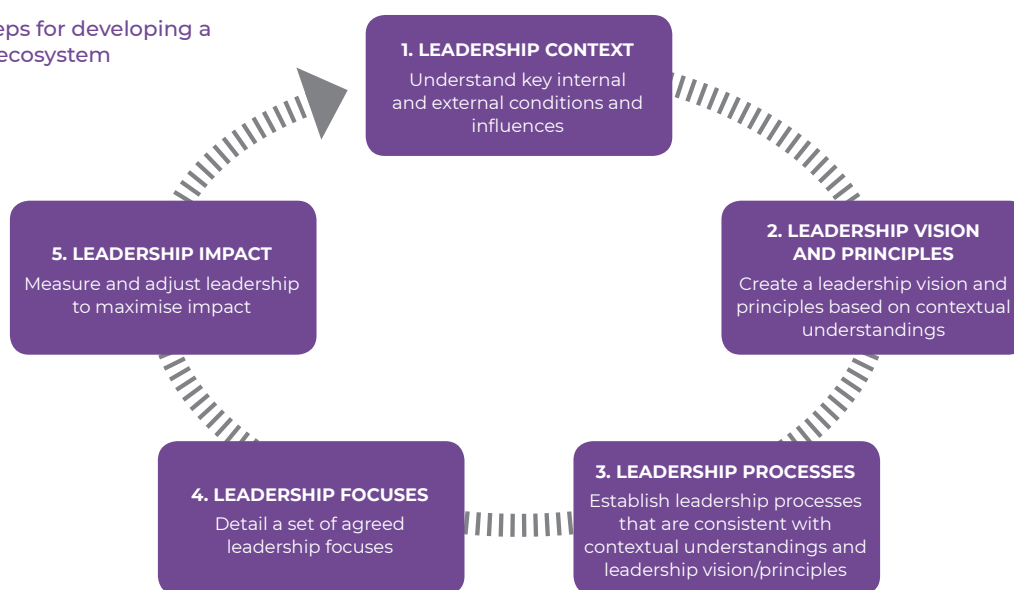 eps for developing a
ecosystem
1. LEADERSHIP CONTEXT
Understand key internal
and external conditions and
influences
2. LEADERSHIP VISION
AND PRINCIPLES
Create a leadership vision and
principles based on contextual
understandings
3. LEADERSHIP PROCESSES
Establish leadership processes
that are consistent with
contextual understandings and
leadership vision/principles
4. LEADERSHIP FOCUSES
Detail a set of agreed
leadership focuses
5. LEADERSHIP IMPACT
Measure and adjust leadership
to maximise impact